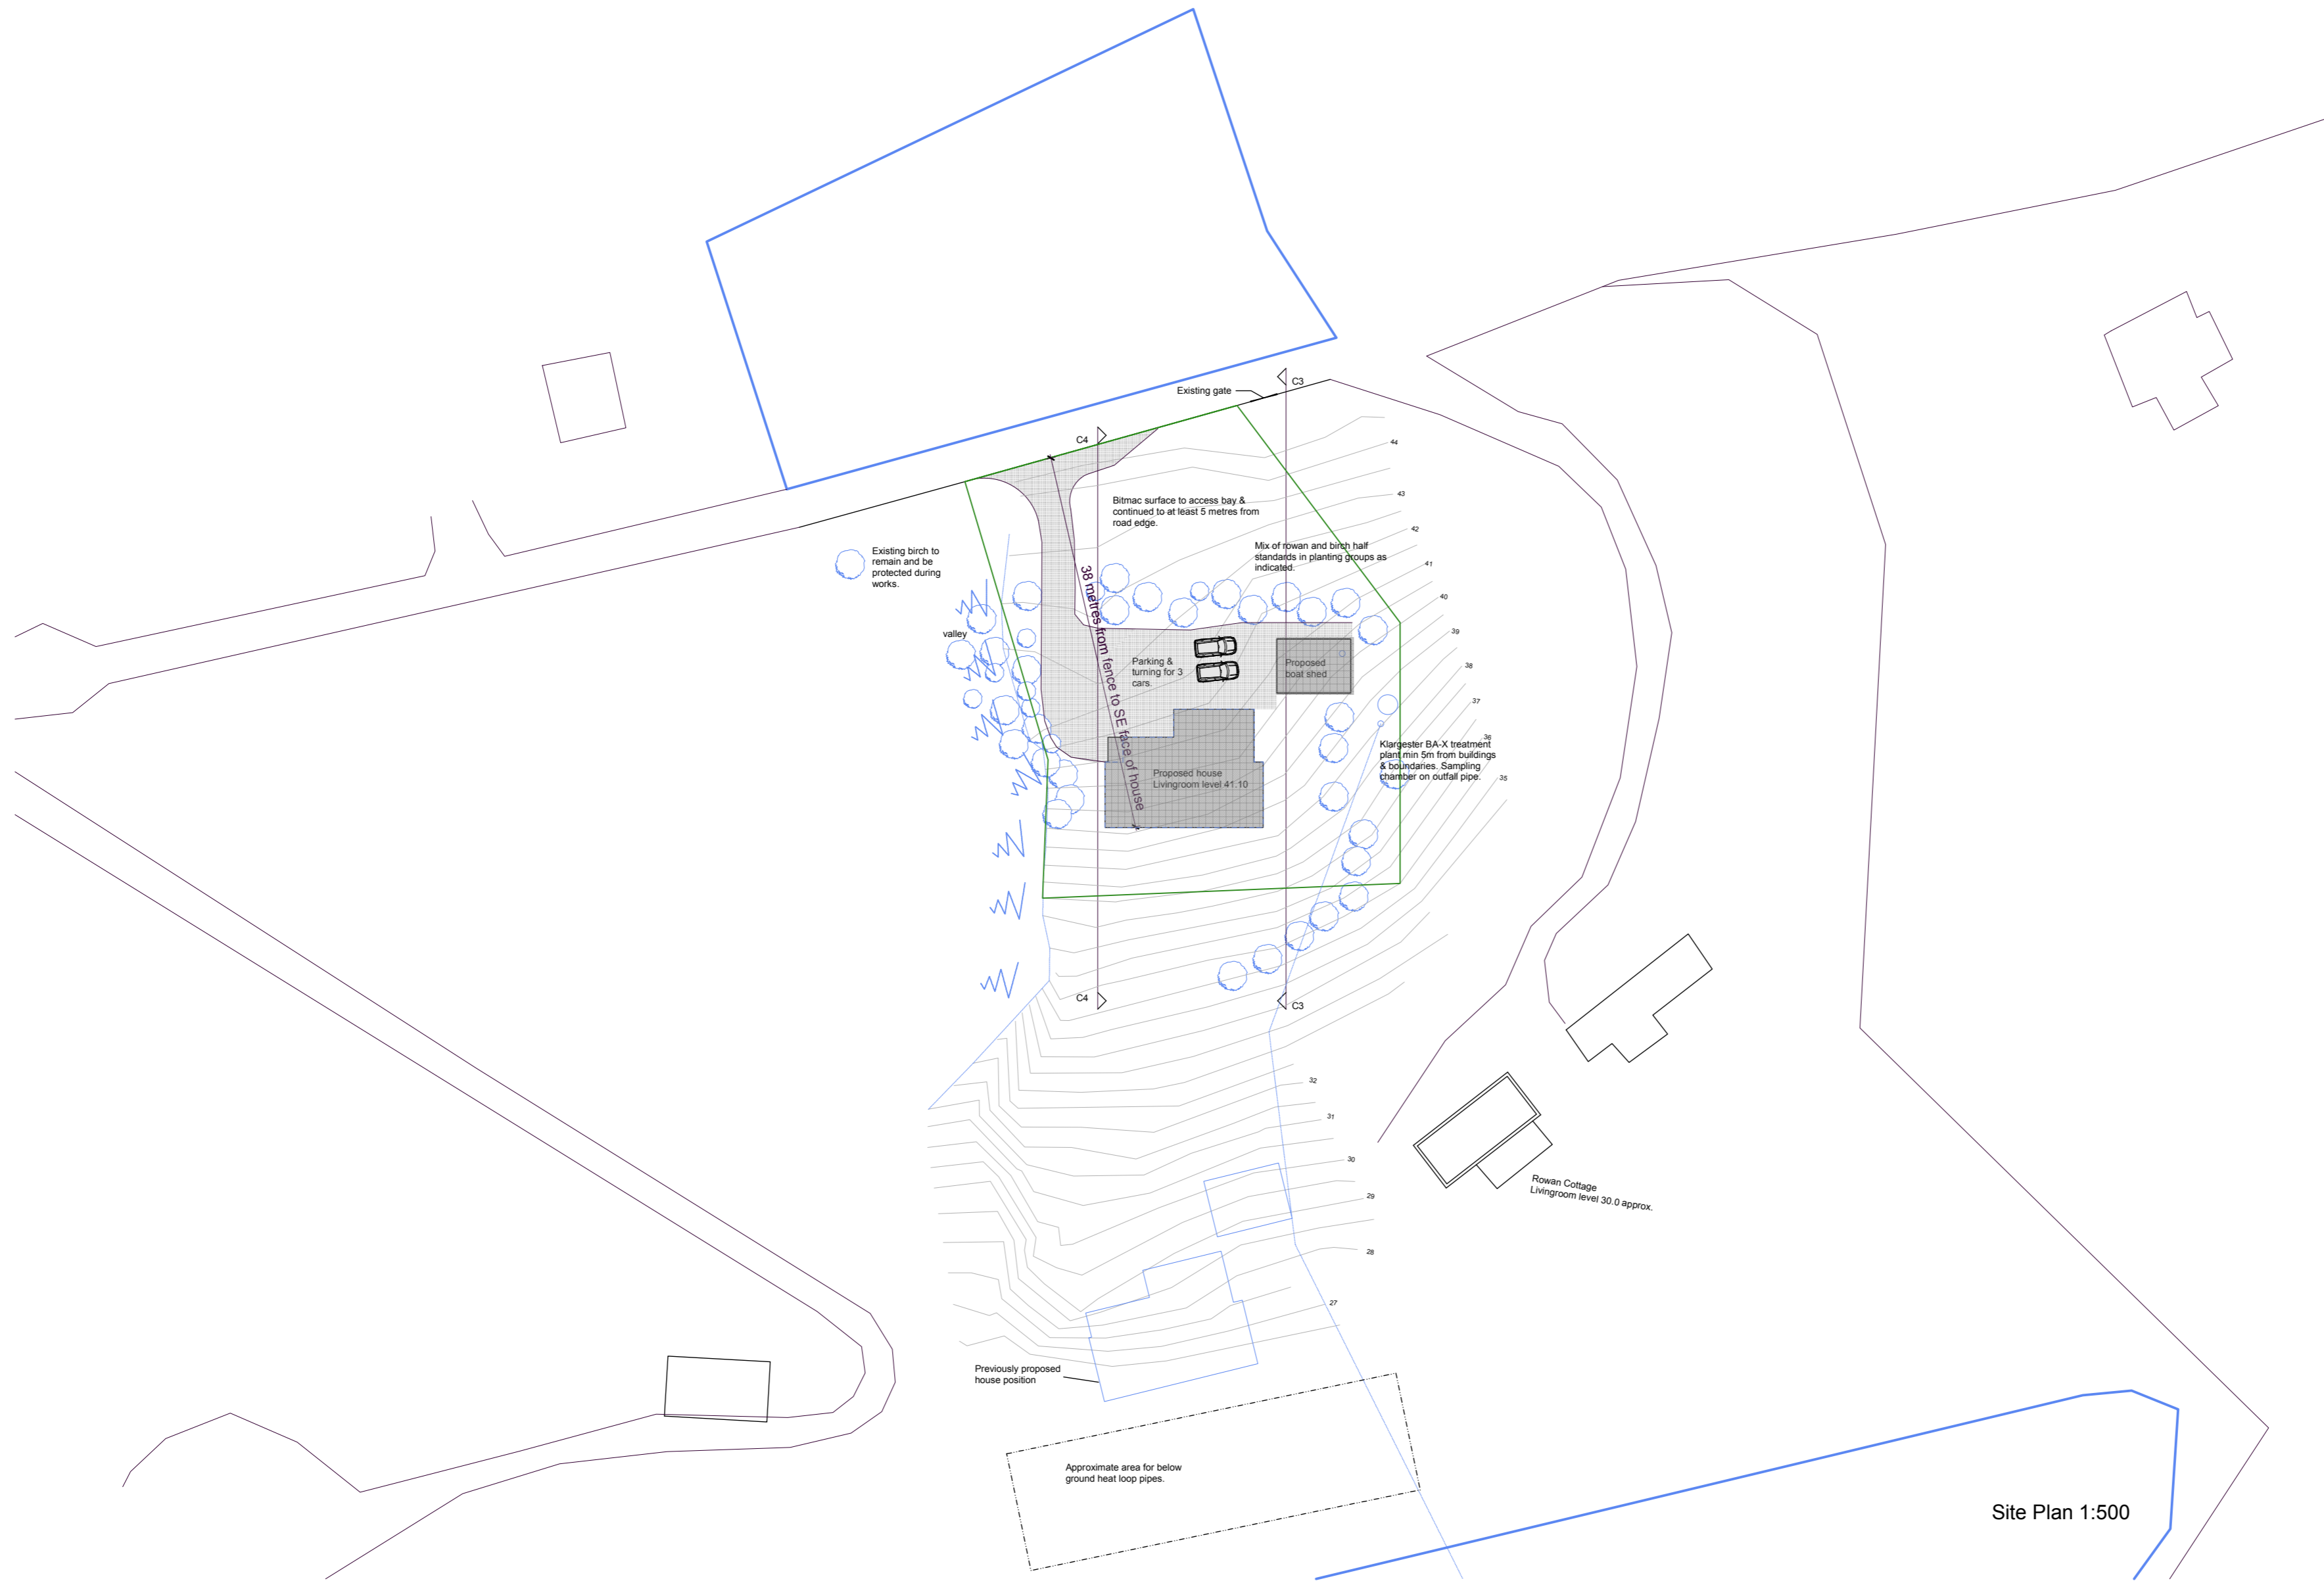 Existing gate
C3
C4
44
Bitmac surface to access bay &
continued to at least 5 metres from
road edge.
43
42
Existing birch to
remain and be
protected during
works.
Mix of rowan and birch half
standards in planting groups as
indicated.
41
40
38 metres from fence to SE face of house
valley
39
Parking &
turning for 3
cars.
Proposed
boat shed
38
37
36
Klargester BA-X treatment
plant min 5m from buildings
& boundaries. Sampling
chamber on outfall pipe.
35
Proposed house
Livingroom level 41.10
C4
C3
32
31
30
Rowan Cottage
Livingroom level 30.0 approx.
29
28
27
Previously proposed
house position
Approximate area for below
ground heat loop pipes.
Site Plan 1:500